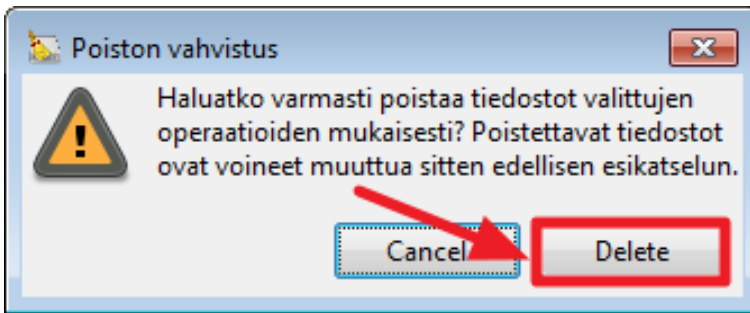 Poiston vahvistus
Haluatko varmasti poistaa tiedostot valittujen
operaatioiden mukaisesti? Poistettavat tiedostot
ovat voineet muuttua sitten edellisen esikatselun.
Cancel
Delete